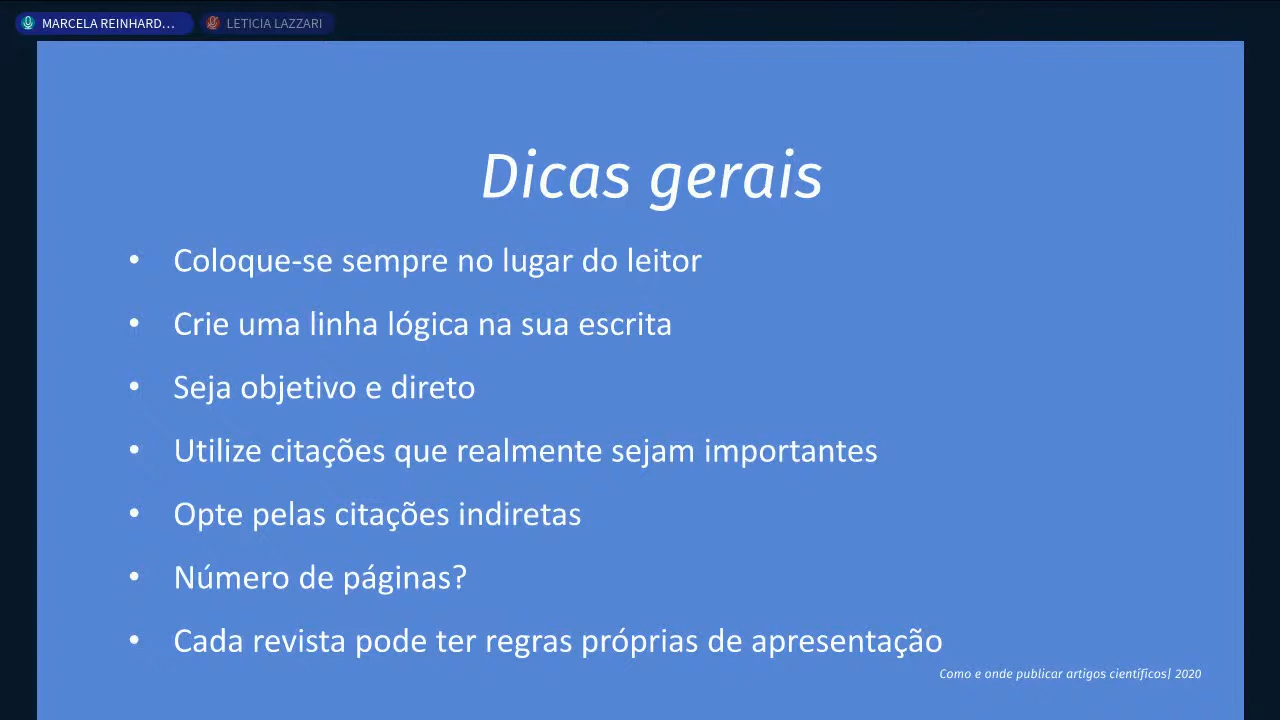 MARCELA REINHARD...
LETICIA LAZZARI
Dicas gerais
• Coloque-se sempre no lugar do leitor
• Crie uma linha lógica na sua escrita
• Seja objetivo e direto
• Utilize citações que realmente sejam importantes
• Opte pelas citações indiretas
• Número de páginas?
• Cada revista pode ter regras próprias de apresentação
Como e onde publicar artigos científicos| 2020